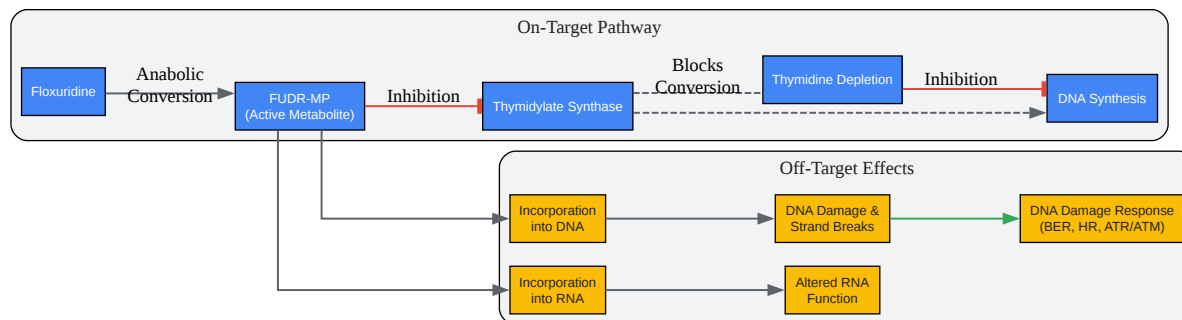 On-Target Pathway
Floxuridine
Anabolic
Conversion
FUDR-MP
(Active Metabolite)
Inhibition
Thymidylate Synthase
Blocks
Conversion
Thymidine Depletion
Inhibition
DNA Synthesis
Off-Target Effects
Incorporation
into DNA
DNA Damage &
Strand Breaks
DNA Damage Response
(BER, HR, ATR/ATM)
Incorporation
into RNA
Altered RNA
Function